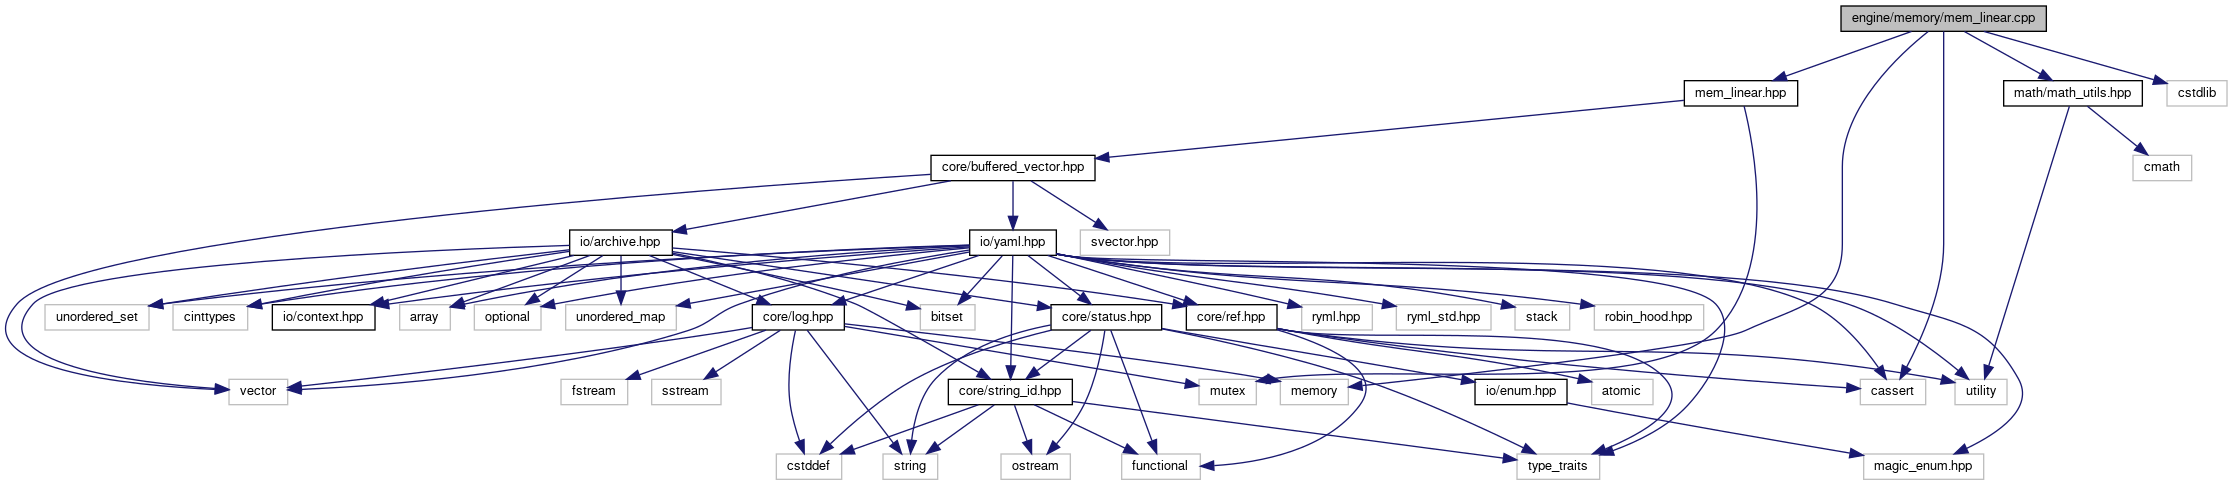 engine/memory/mem_linear.cpp
mem_linear.hpp
math/math_utils.hpp
cstdlib
core/buffered_vector.hpp
cmath
io/archive.hpp
io/yaml.hpp
svector.hpp
unordered_set
cinttypes
io/context.hpp
array
optional
unordered_map
core/log.hpp
bitset
core/status.hpp
core/ref.hpp
ryml.hpp
ryml_std.hpp
stack
robin_hood.hpp
vector
fstream
sstream
core/string_id.hpp
mutex
memory
io/enum.hpp
atomic
cassert
utility
cstddef
string
ostream
functional
type_traits
magic_enum.hpp